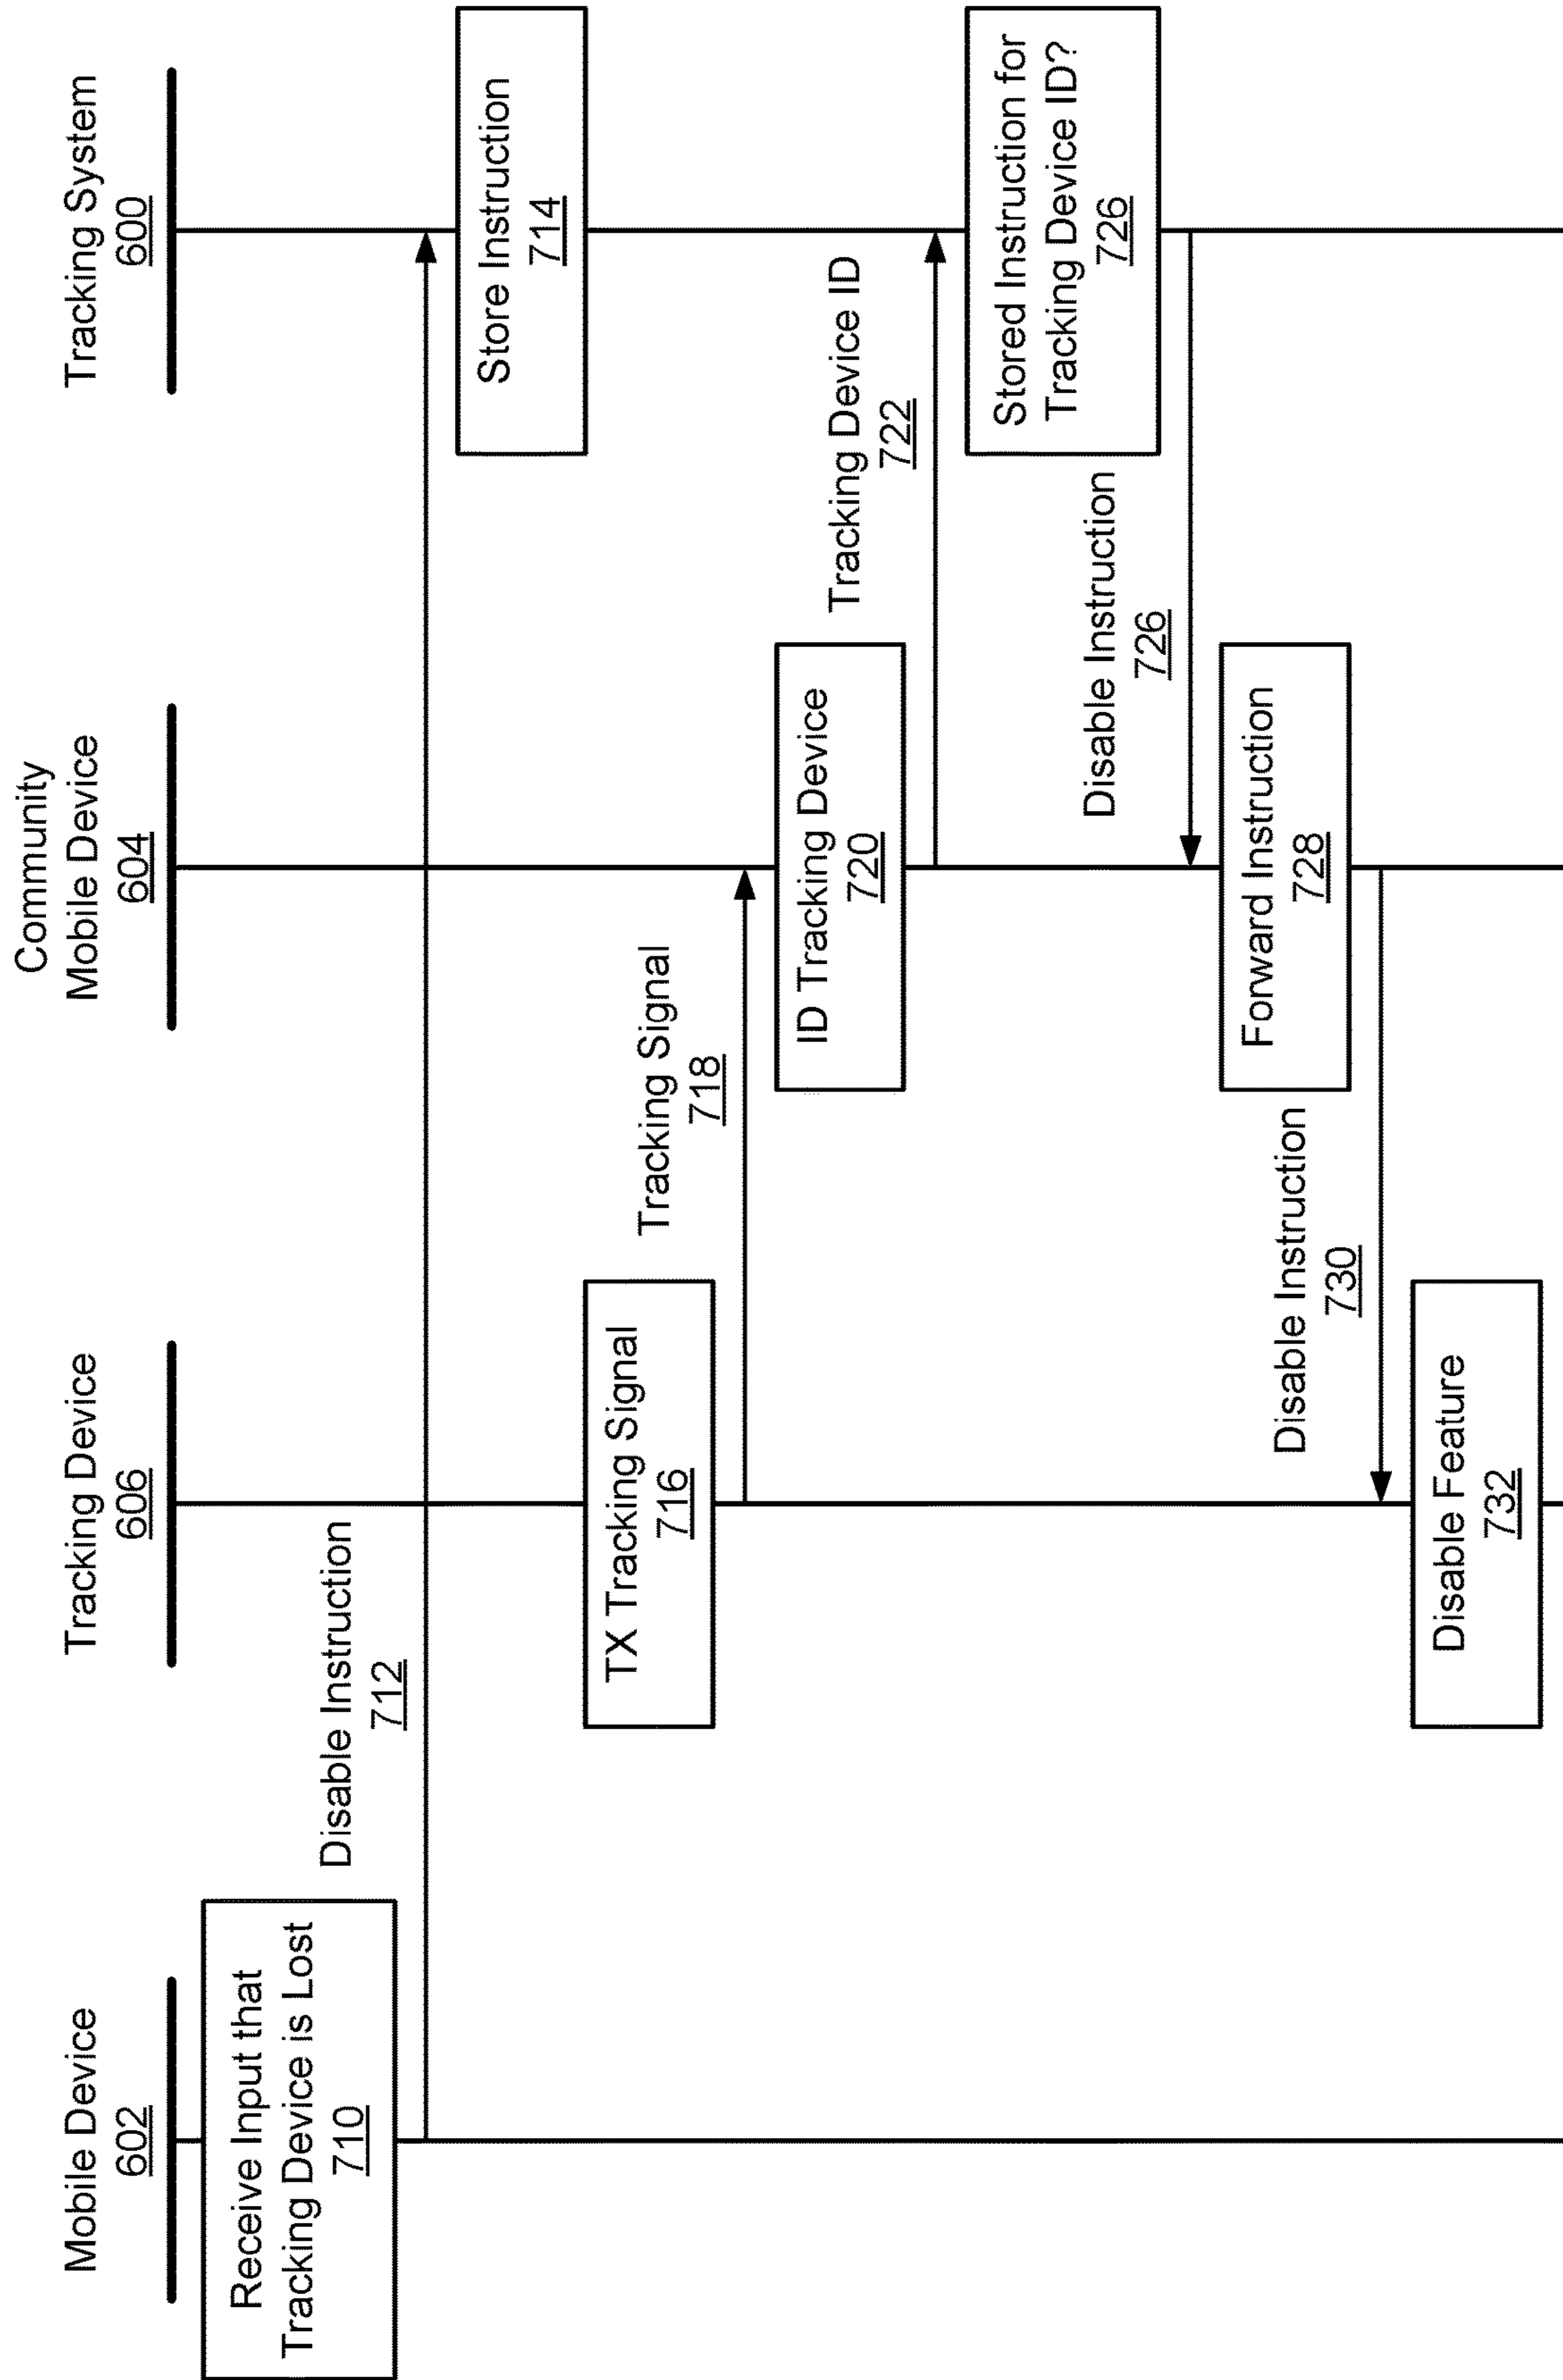 Mobile Device
602
Tracking Device
606
Community
Mobile Device
604
Tracking System
600
Receive Input that
Tracking Device is Lost
710
Disable Instruction
712
Store Instruction
714
TX Tracking Signal
716
Tracking Signal
718
ID Tracking Device
720
Tracking Device ID
722
Stored Instruction for
Tracking Device ID?
726
Disable Instruction
726
Forward Instruction
728
Disable Instruction
730
Disable Feature
732